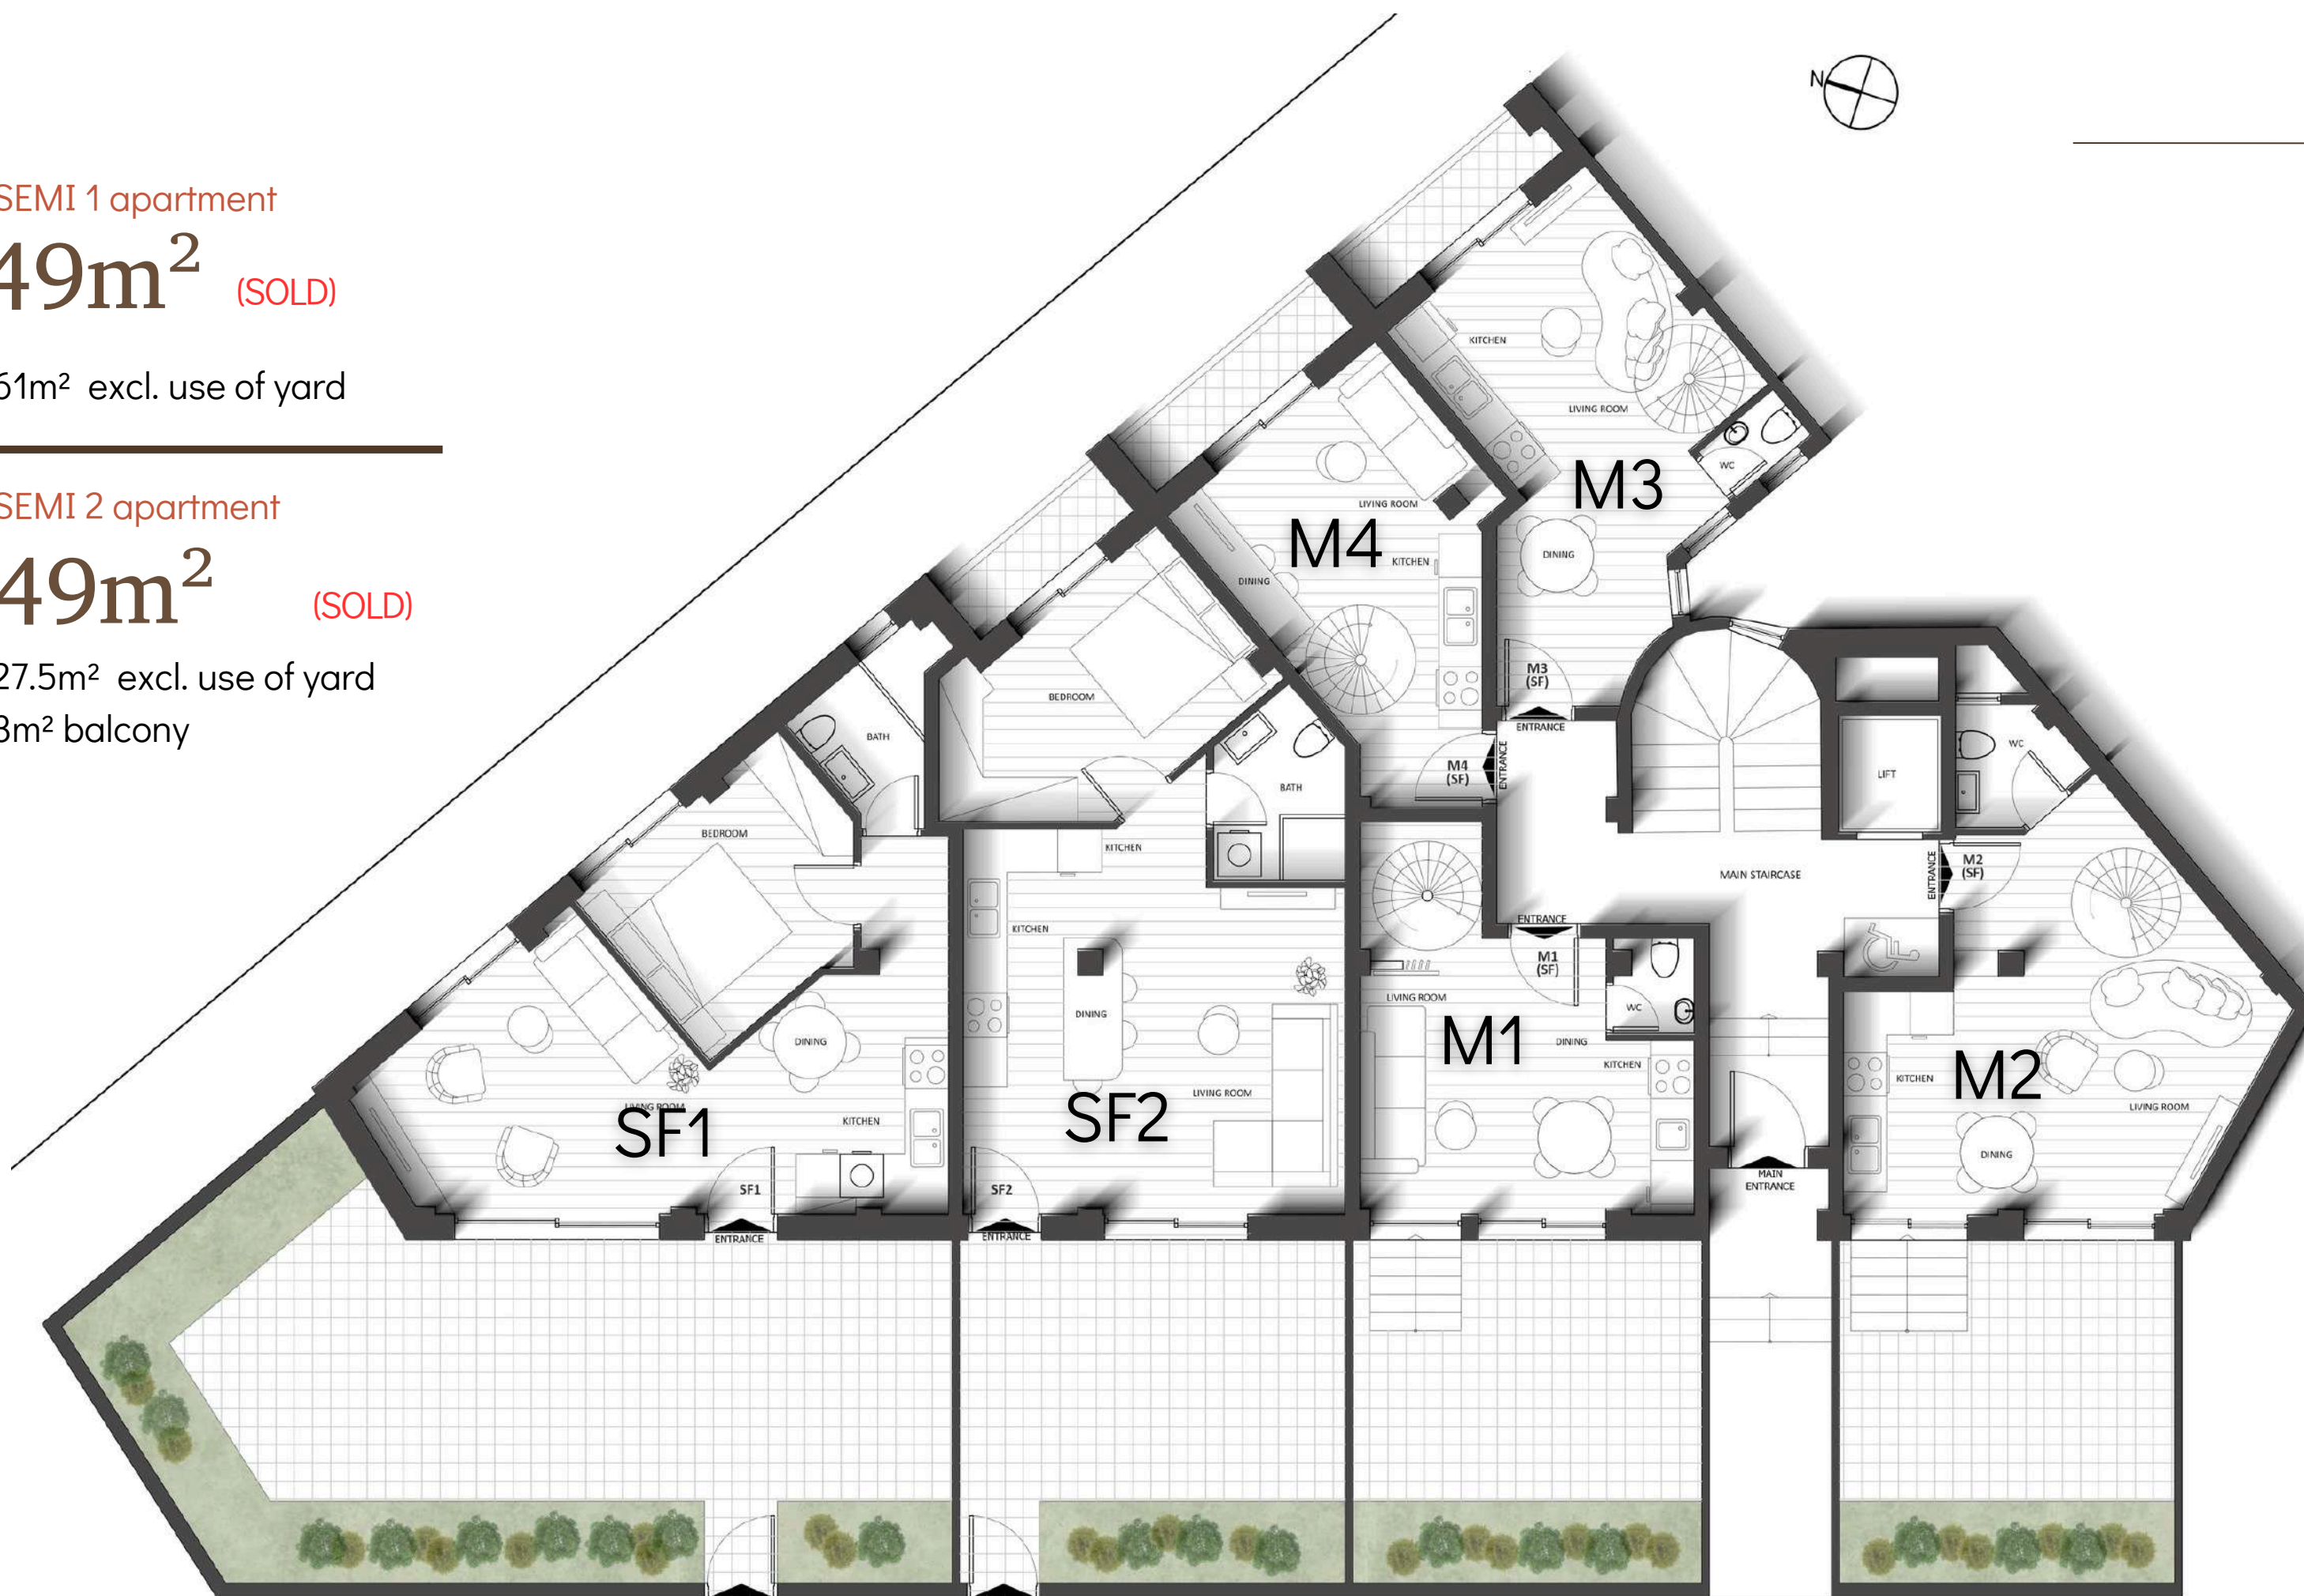 N
SEMI 1 apartment
49m² (SOLD)
61m² excl. use of yard
SEMI 2 apartment
49m² (SOLD)
27.5m² excl. use of yard
3m² balcony
KITCHEN
LIVING ROOM
WC
M3
DINING
M3
(SF)
ENTRANCE
LIVING ROOM
M4
KITCHEN
DINING
M4
(SF)
ENTRANCE
BEDROOM
BATH
KITCHEN
KITCHEN
DINING
LIVING ROOM
SF2
SF2
ENTRANCE
BATH
BEDROOM
DINING
LIVING ROOM
SF1
KITCHEN
SF1
ENTRANCE
ENTRANCE
M1
(SF)
LIVING ROOM
WC
M1
DINING
KITCHEN
LIFT
MAIN STAIRCASE
MAIN
ENTRANCE
WC
ENTRANCE
M2
(SF)
KITCHEN
M2
LIVING ROOM
DINING